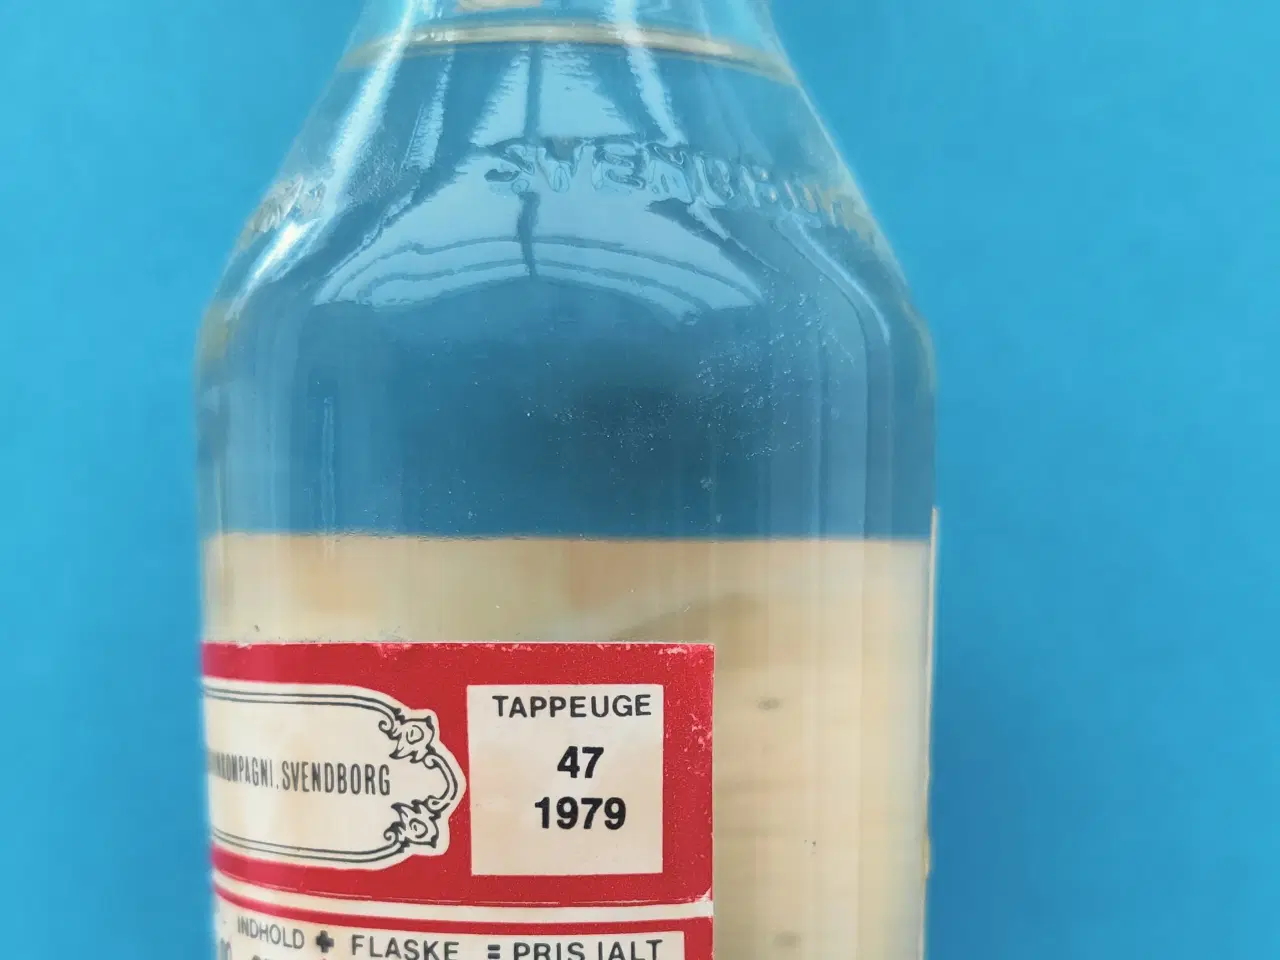 SVENDBORG
TAPPEUGE
47
1979
KOMPAGNI. SVENDBORG
INDHOLD + FLASKE = PRIS IALT